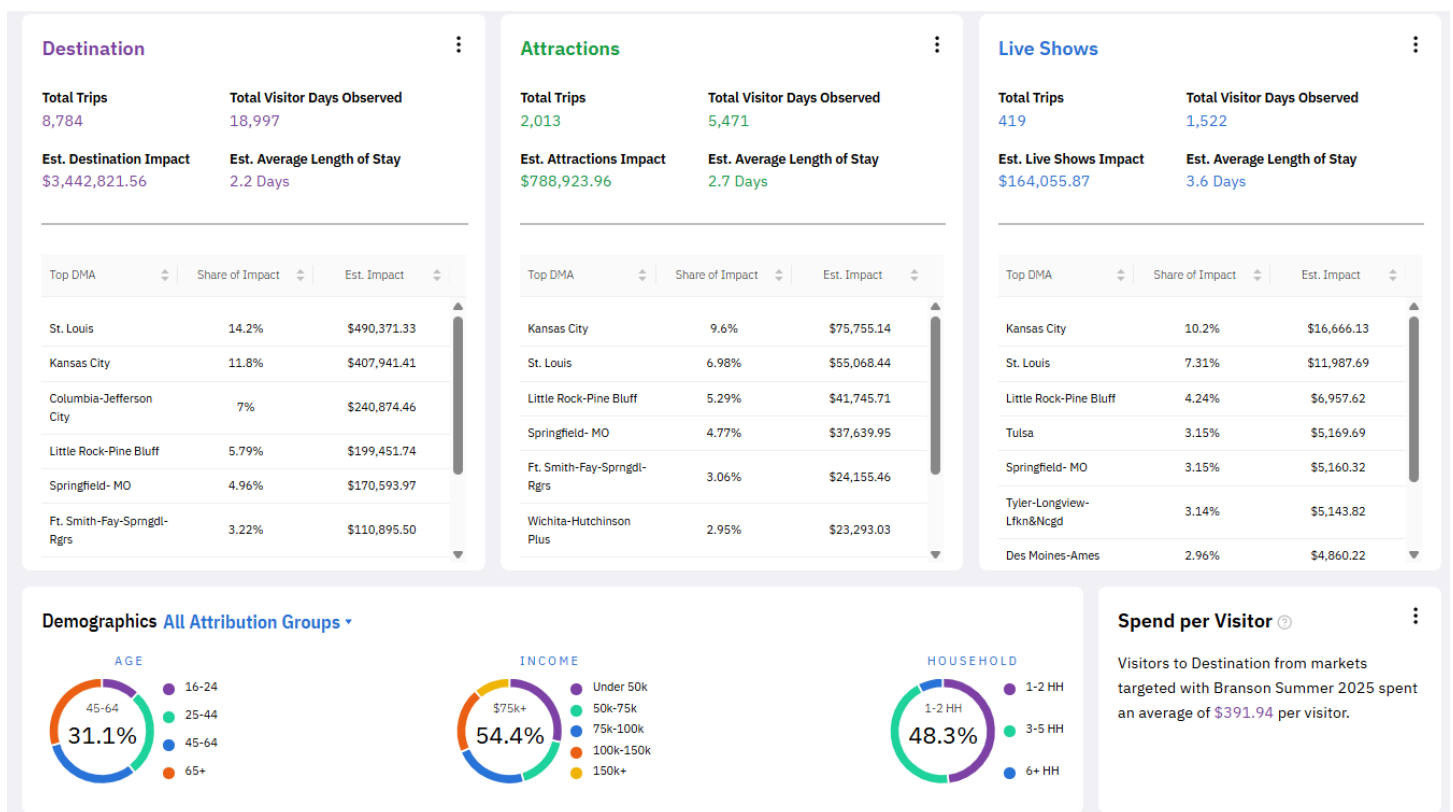 Destination
Total Trips
Total Visitor Days Observed
8,784
18,997
Est. Destination Impact
Est. Average Length of Stay
$3,442,821.56
2.2 Days
Top DMA
Share of Impact
Est. Impact
St. Louis
14.2%
$490,371.33
Kansas City
11.8%
$407,941.41
Columbia-Jefferson
City
7%
$240,874.46
Little Rock-Pine Bluff
5.79%
$199,451.74
Springfield- MO
4.96%
$170,593.97
Ft. Smith-Fay-Sprngdl-
Rgrs
3.22%
$110,895.50
Attractions
Total Trips
Total Visitor Days Observed
2,013
5,471
Est. Attractions Impact
Est. Average Length of Stay
$788,923.96
2.7 Days
Top DMA
Share of Impact
Est. Impact
Kansas City
9.6%
$75,755.14
St. Louis
6.98%
$55,068.44
Little Rock-Pine Bluff
5.29%
$41,745.71
Springfield- MO
4.77%
$37,639.95
Ft. Smith-Fay-Sprngdl-
Rgrs
3.06%
$24,155.46
Wichita-Hutchinson
Plus
2.95%
$23,293.03
Live Shows
Total Trips
Total Visitor Days Observed
419
1,522
Est. Live Shows Impact
Est. Average Length of Stay
$164,055.87
3.6 Days
Top DMA
Share of Impact
Est. Impact
Kansas City
10.2%
$16,666.13
St. Louis
7.31%
$11,987.69
Little Rock-Pine Bluff
4.24%
$6,957.62
Tulsa
3.15%
$5,169.69
Springfield- MO
3.15%
$5,160.32
Tyler-Longview-
Lfkn&Ncgd
3.14%
$5,143.82
Des Moines-Ames
2.96%
$4,860.22
Demographics All Attribution Groups
AGE
45-64
31.1%
16-24
25-44
45-64
65+
INCOME
$75k+
54.4%
Under 50k
50k-75k
75k-100k
100k-150k
150k+
HOUSEHOLD
1-2 HH
48.3%
1-2 HH
3-5 HH
6+ HH
Spend per Visitor ?
Visitors to Destination from markets
targeted with Branson Summer 2025 spent
an average of $391.94 per visitor.